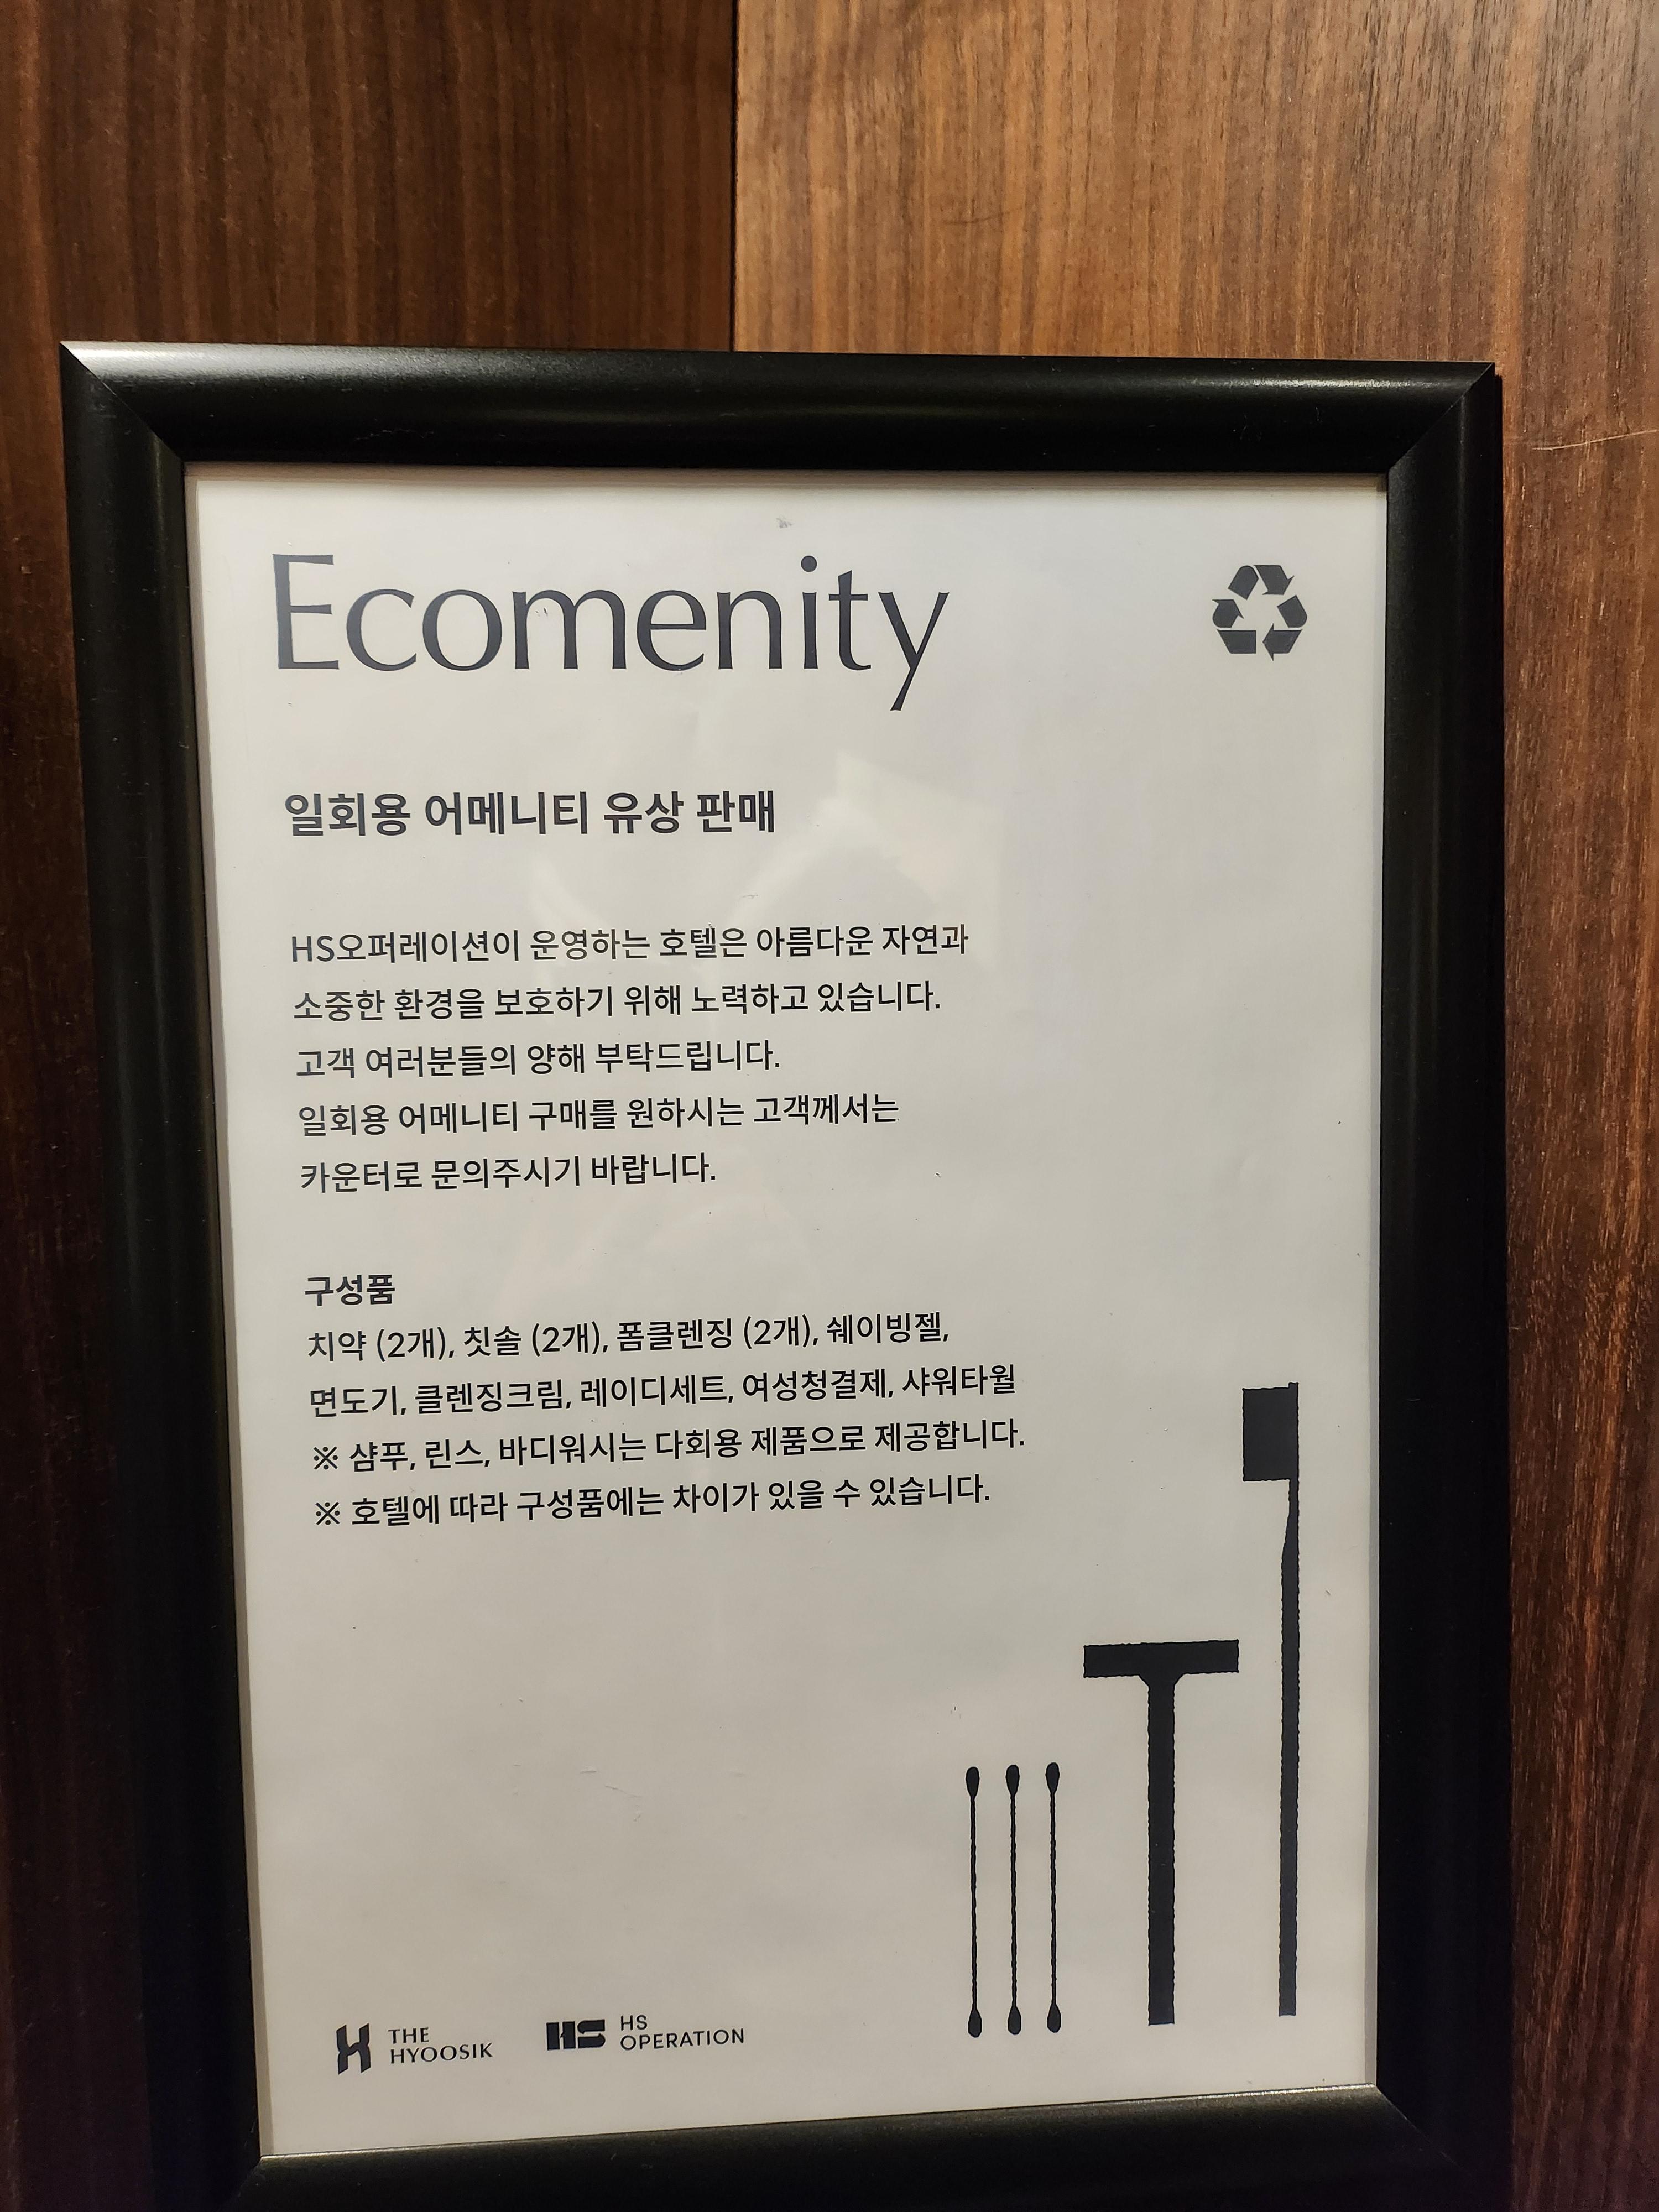 Ecomenity
일회용 어메니티 유상 판매
HS오퍼레이션이 운영하는 호텔은 아름다운 자연과
소중한 환경을 보호하기 위해 노력하고 있습니다.
고객 여러분들의 양해 부탁드립니다.
일회용 어메니티 구매를 원하시는 고객께서는
카운터로 문의주시기 바랍니다.
구성품
치약 (2개), 칫솔 (2개), 폼클렌징 (2개), 쉐이빙젤,
면도기, 클렌징크림, 레이디세트, 여성청결제, 샤워타월
※ 샴푸, 린스, 바디워시는 다회용 제품으로 제공합니다.
※ 호텔에 따라 구성품에는 차이가 있을 수 있습니다.
THE
HYOOSIK
HS
HS
OPERATION